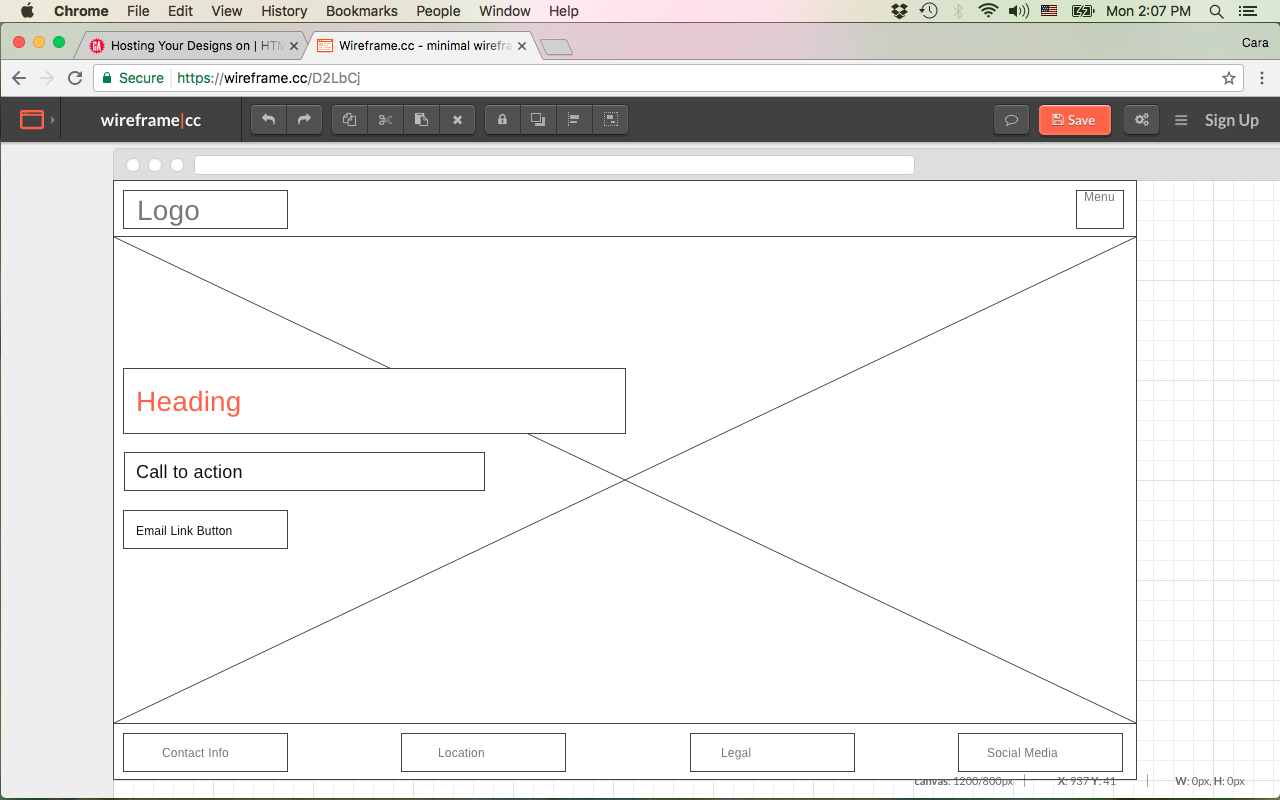 Chrome File Edit View History Bookmarks People Window Help Mon 2:07 PM
Hosting Your Designs on | HTM Wireframe.cc - minimal wirefra Cara
Secure https://wireframe.cc/D2LbCj
wireframe|cc Save Sign Up
Logo Menu
Heading
Call to action
Email Link Button
Contact Info Location Legal Social Media
canvas: 1200/800px X: 937 Y: 41 W: 0px, H: 0px